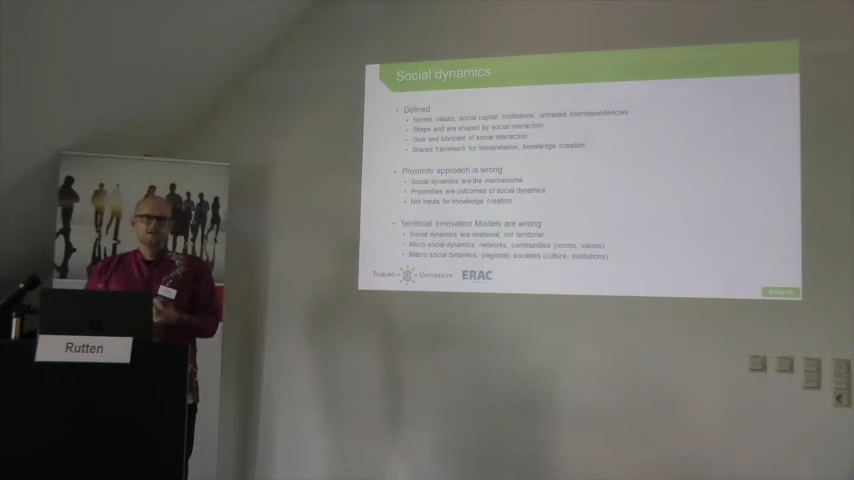 Social dynamics
• Defined
• Norms, values, social capital, institutions, untraded interdependencies
• Shape and are shaped by social interaction
• Glue and lubricant of social interaction
• Shared framework for interpretation, knowledge creation
• Proximity approach is wrong
• Social dynamics are the mechanisms
• Proximities are outcomes of social dynamics
• Not inputs for knowledge creation
• Territorial Innovation Models are wrong
• Social dynamics are relational, not territorial
• Micro social dynamics: networks, communities (norms, values)
• Macro social dynamics: (regional) societies (culture, institutions)
TILBURG UNIVERSITY ERAC
Rutten